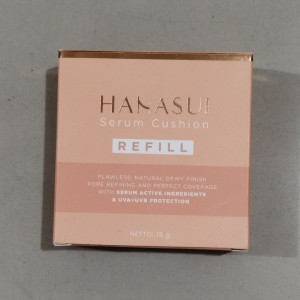 HANASUI
Serum Cushion
REFILL
FLAWLESS, NATURAL DEWY FINISH
PORE REFINING AND PERFECT COVERAGE
WITH SERUM ACTIVE INGREDIENTS
& UVA+UVB PROTECTION
NETTO: 15 g